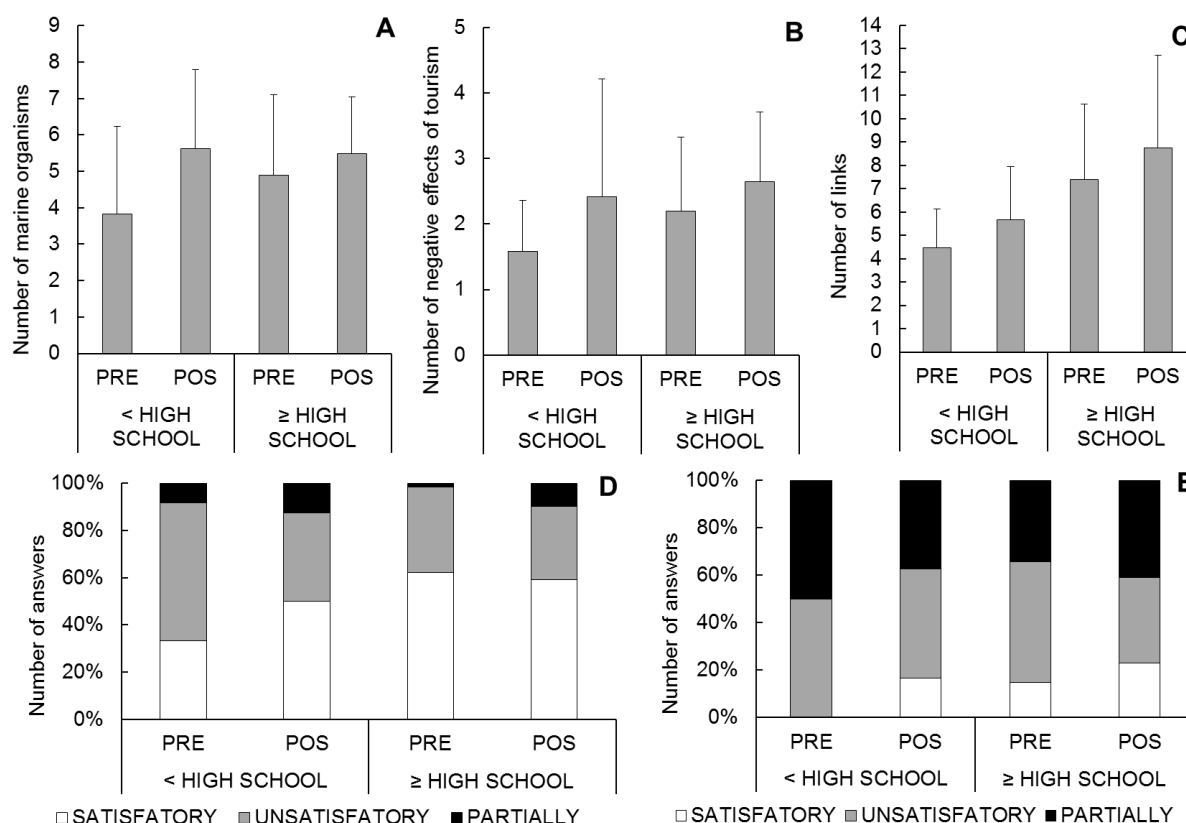 A
Number of marine organisms
9
8
7
6
5
4
3
2
1
0
PRE POS PRE POS
< HIGH SCHOOL ≥ HIGH SCHOOL
B
Number of negative effects of tourism
5
4
3
2
1
0
PRE POS PRE POS
< HIGH SCHOOL ≥ HIGH SCHOOL
C
Number of links
14
13
12
11
10
9
8
7
6
5
4
3
2
1
0
PRE POS PRE POS
< HIGH SCHOOL ≥ HIGH SCHOOL
D
Number of answers
100%
80%
60%
40%
20%
0%
PRE POS PRE POS
< HIGH SCHOOL ≥ HIGH SCHOOL
SATISFATORY UNSATISFATORY PARTIALLY
E
Number of answers
100%
80%
60%
40%
20%
0%
PRE POS PRE POS
< HIGH SCHOOL ≥ HIGH SCHOOL
SATISFATORY UNSATISFATORY PARTIALLY